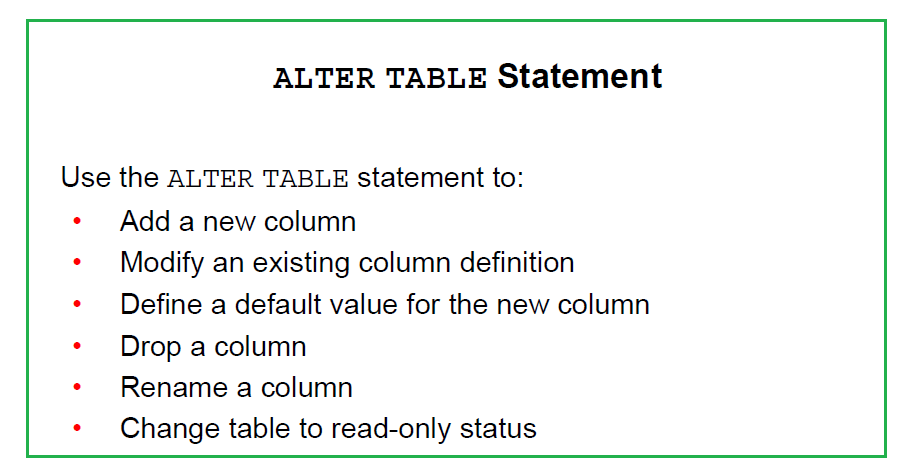 ALTER TABLE Statement
Use the ALTER TABLE statement to:
• Add a new column
• Modify an existing column definition
• Define a default value for the new column
• Drop a column
• Rename a column
• Change table to read-only status